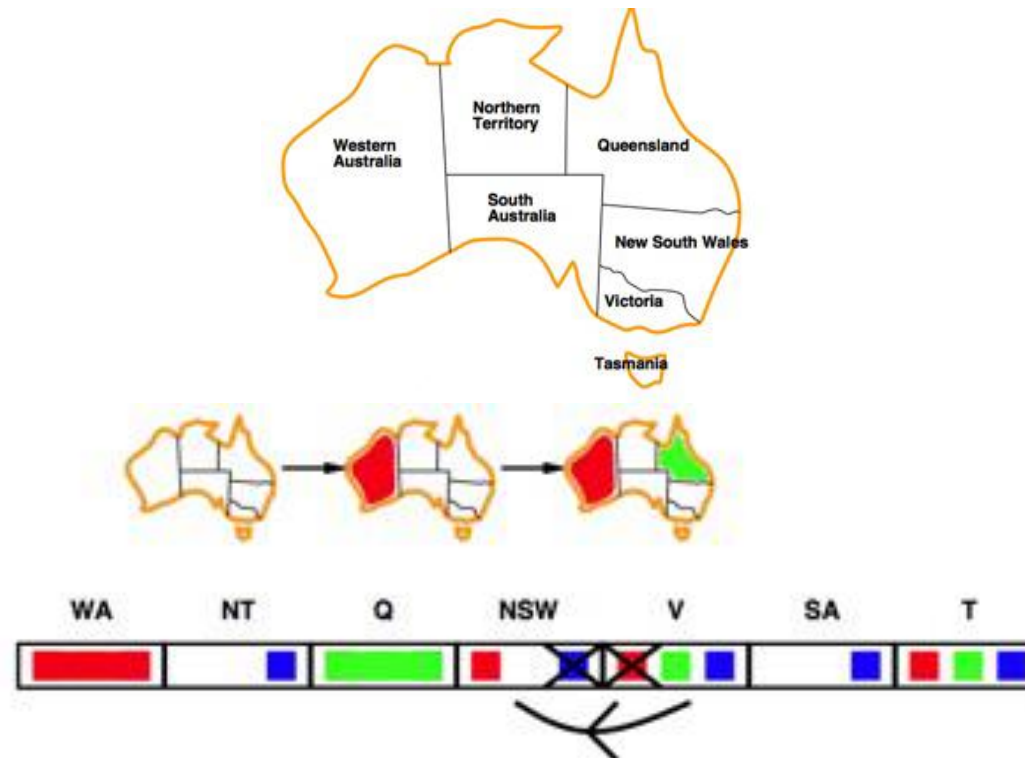 Northern
Territory
Western
Australia
Queensland
South
Australia
New South Wales
Victoria
Tasmania
WA NT Q NSW V SA T